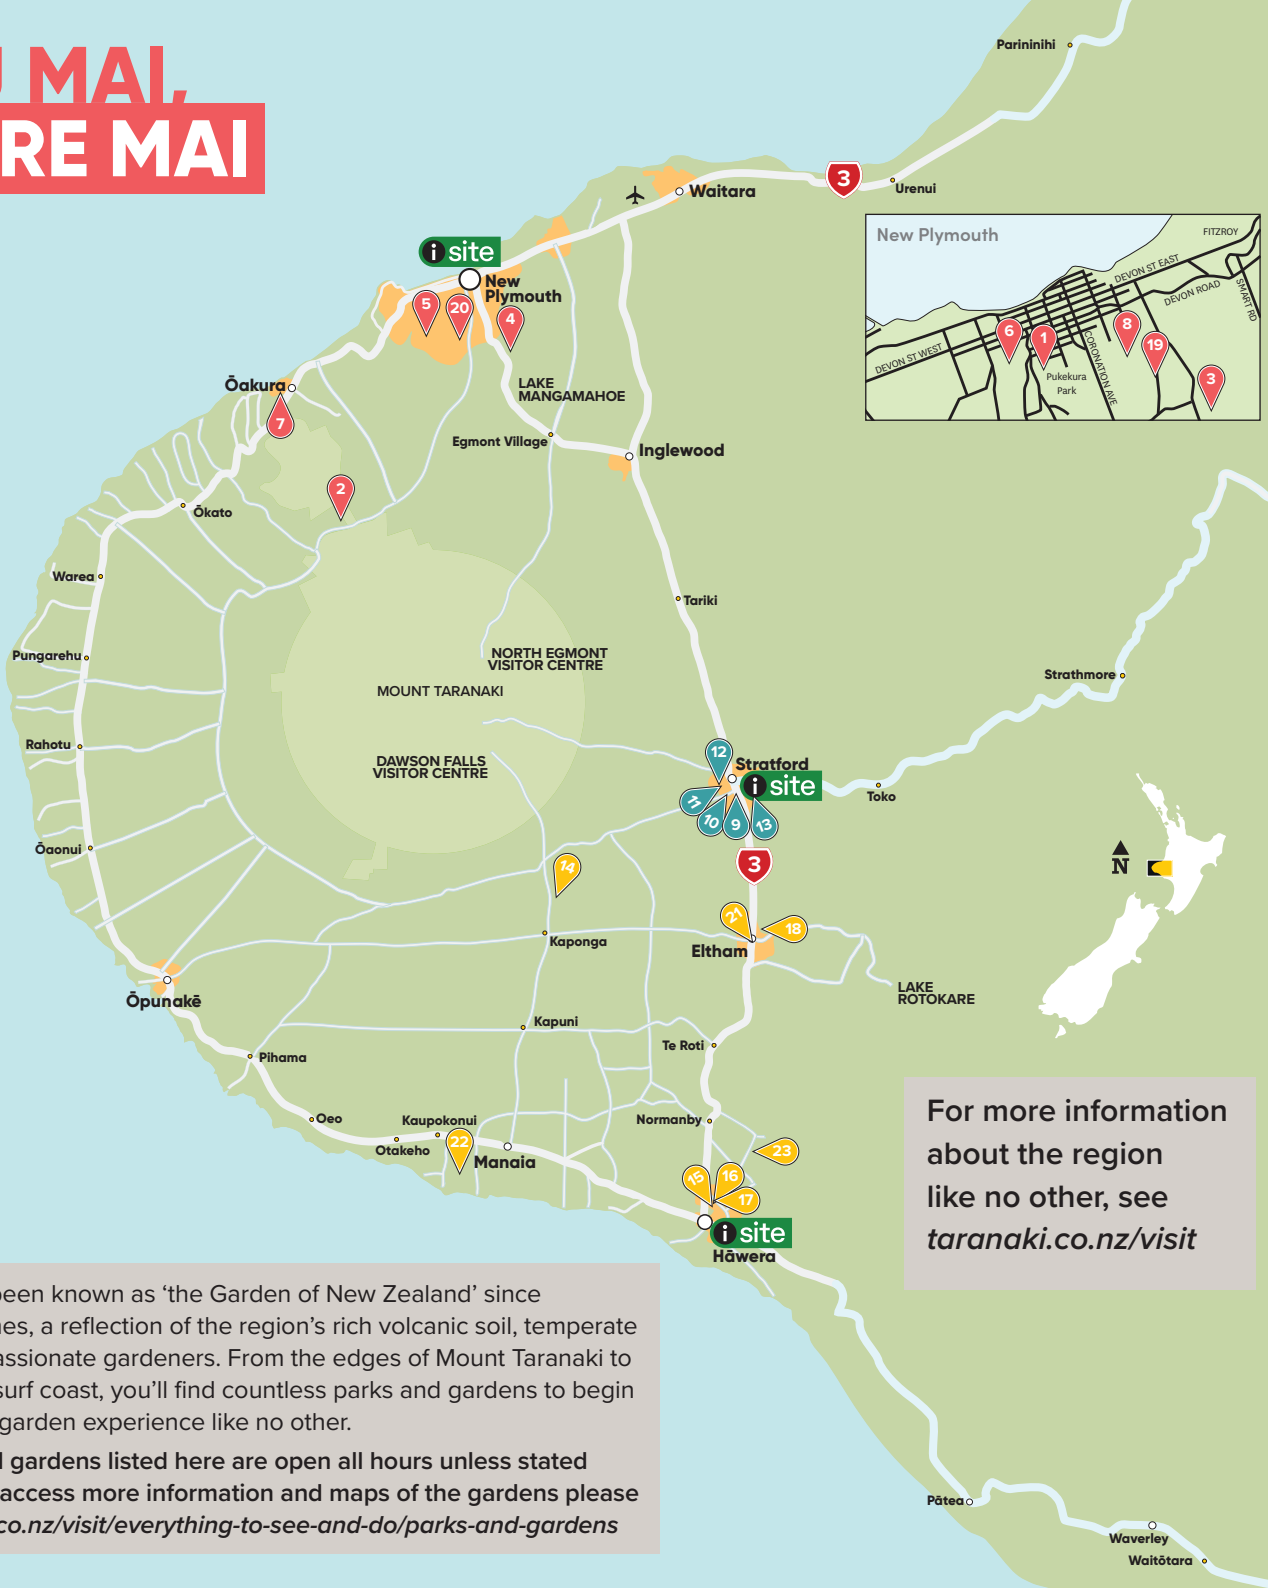 U MAI,
RE MAI
Parininihi
Waitara
3
Urenui
i site
New
Plymouth
5
20
4
New Plymouth
FITZROY
DEVON ST EAST
DEVON ROAD
SMART RD
DEVON ST WEST
CORONATION AVE
6
1
8
19
3
Pukekura
Park
Ōakura
7
LAKE
MANGAMAHOE
Egmont Village
Inglewood
2
Ōkato
Warea
Tariki
Pungarehu
NORTH EGMONT
VISITOR CENTRE
MOUNT TARANAKI
Strathmore
Rahotu
DAWSON FALLS
VISITOR CENTRE
12
Stratford
i site
11
10
9
13
Toko
Ōaonui
14
3
N
21
18
Kaponga
Eltham
LAKE
ROTOKARE
Ōpunakē
Kapuni
Te Roti
Pihama
Oeo
Kaupokonui
Otakeho
22
Manaia
Normanby
23
15
16
17
i site
Hāwera
For more information
about the region
like no other, see
taranaki.co.nz/visit
been known as ‘the Garden of New Zealand’ since
es, a reflection of the region’s rich volcanic soil, temperate
assionate gardeners. From the edges of Mount Taranaki to
surf coast, you’ll find countless parks and gardens to begin
garden experience like no other.
gardens listed here are open all hours unless stated
access more information and maps of the gardens please
co.nz/visit/everything-to-see-and-do/parks-and-gardens
Pātea
Waverley
Waitōtara